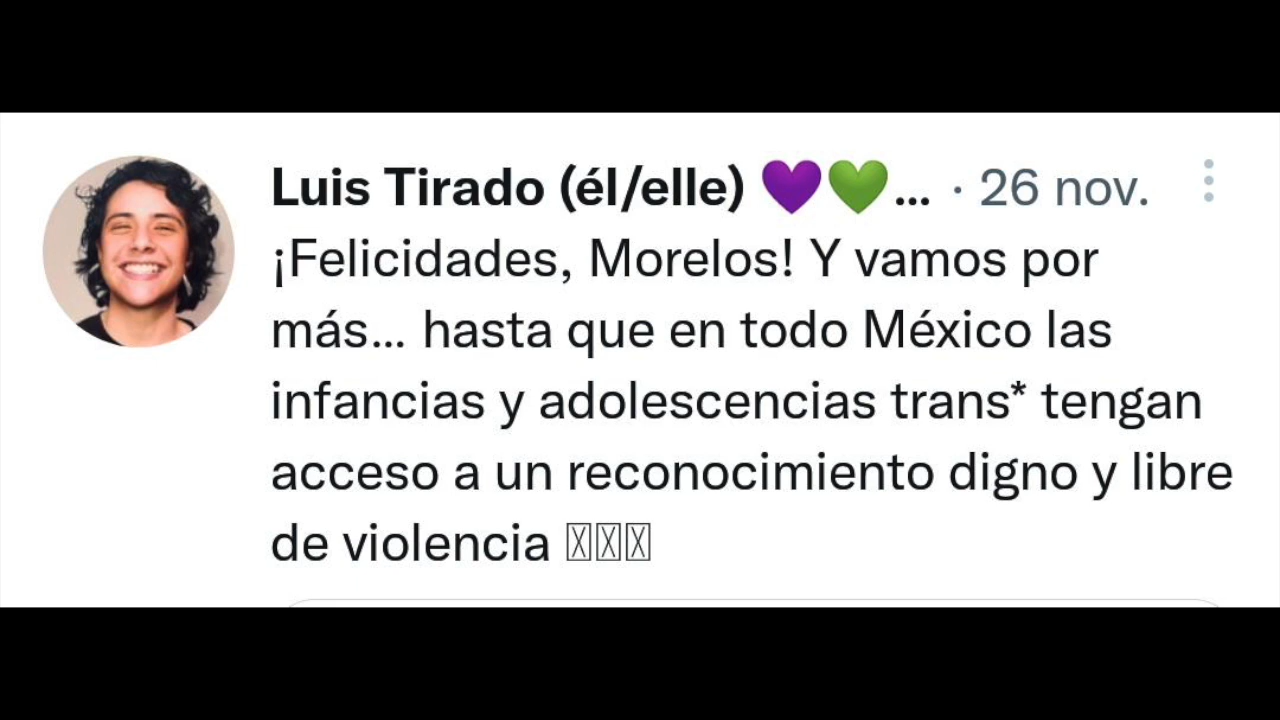 Luis Tirado (él/elle) 💜💚... · 26 nov.
¡Felicidades, Morelos! Y vamos por
más... hasta que en todo México las
infancias y adolescencias trans* tengan
acceso a un reconocimiento digno y libre
de violencia